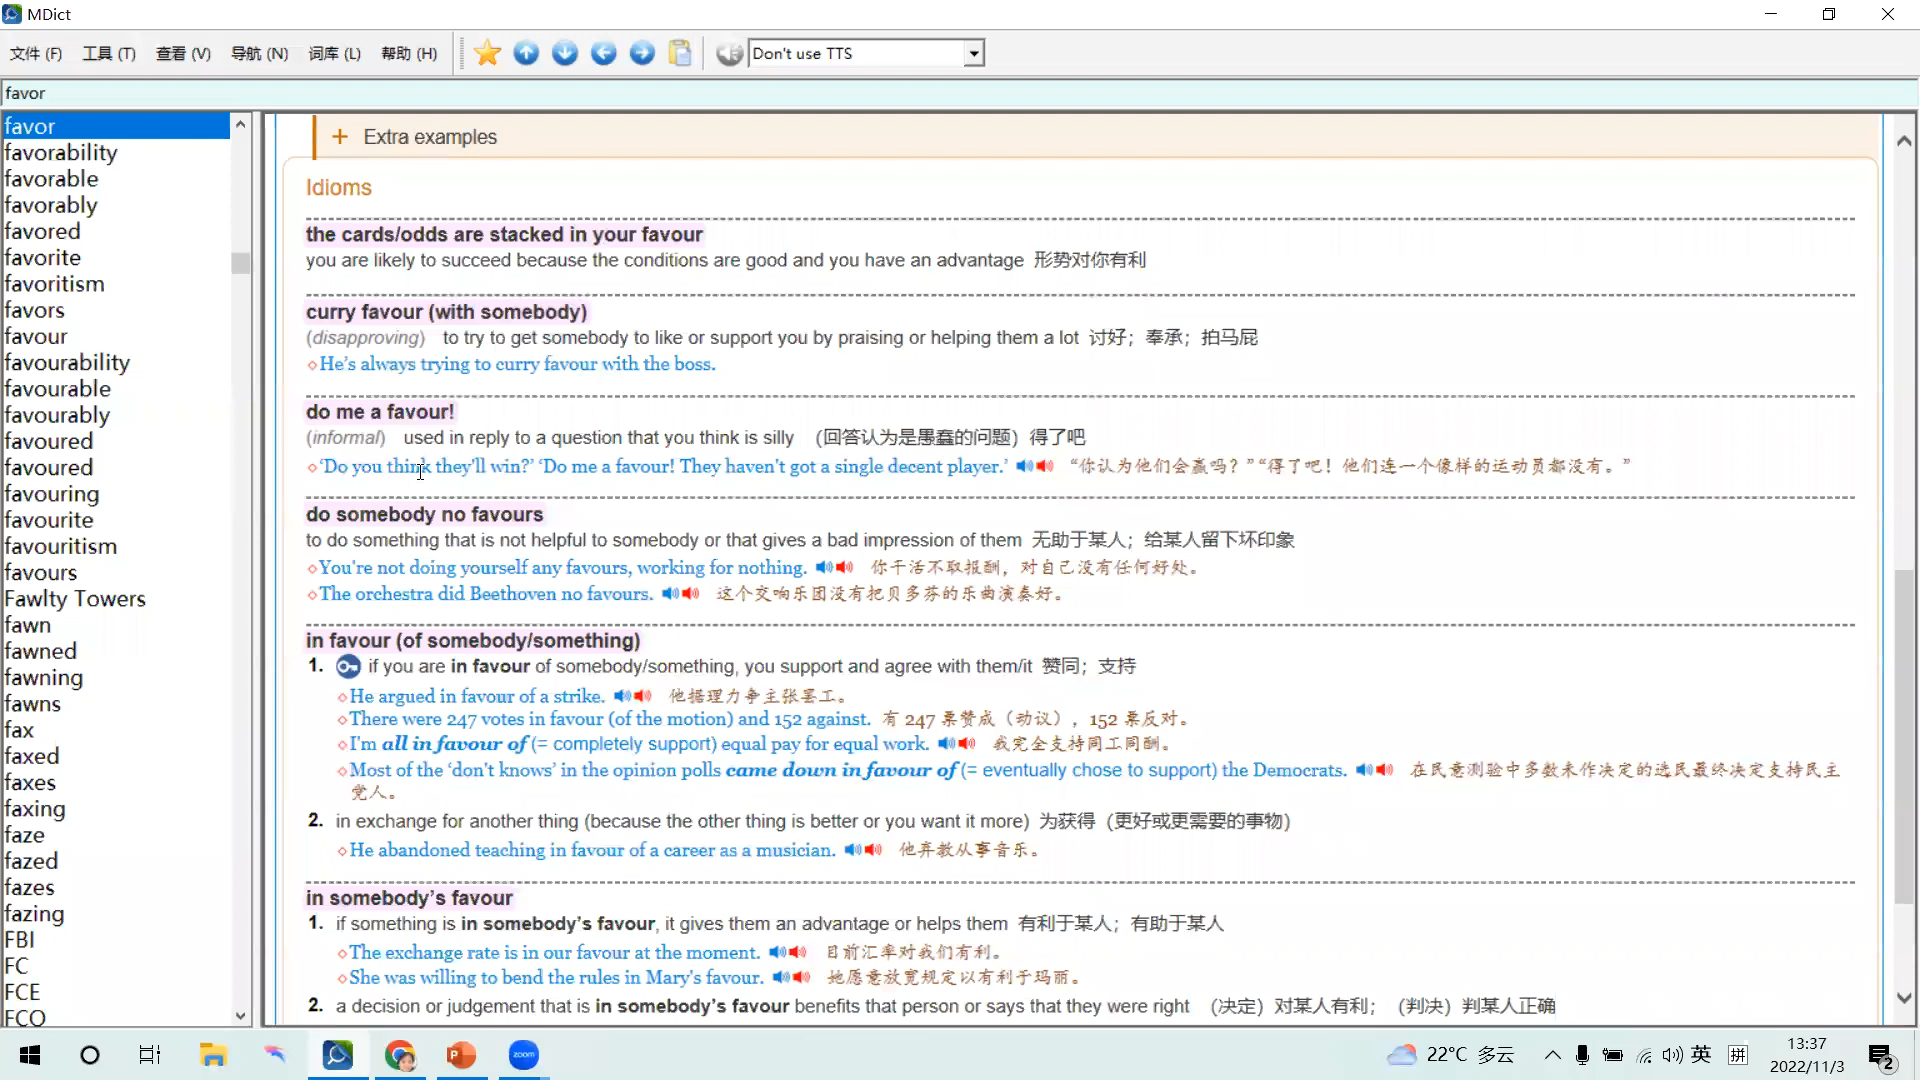 MDict
文件 (F) 工具 (T) 查看 (V) 导航 (N) 词库 (L) 帮助 (H) Don't use TTS
favor
favor
favorability
favorable
favorably
favored
favorite
favoritism
favors
favour
favourability
favourable
favourably
favoured
favoured
favouring
favourite
favouritism
favours
Fawlty Towers
fawn
fawned
fawning
fawns
fax
faxed
faxes
faxing
faze
fazed
fazes
fazing
FBI
FC
FCE
FCO
+ Extra examples
Idioms
the cards/odds are stacked in your favour
you are likely to succeed because the conditions are good and you have an advantage 形势对你有利
curry favour (with somebody)
(disapproving) to try to get somebody to like or support you by praising or helping them a lot 讨好；奉承；拍马屁
He's always trying to curry favour with the boss.
do me a favour!
(informal) used in reply to a question that you think is silly （回答认为是愚蠢的问题）得了吧
‘Do you think they'll win?’ ‘Do me a favour! They haven't got a single decent player.’ “你认为他们会赢吗？”“得了吧！他们连一个像样的运动员都没有。”
do somebody no favours
to do something that is not helpful to somebody or that gives a bad impression of them 无助于某人；给某人留下坏印象
You're not doing yourself any favours, working for nothing. 你干活不取报酬，对自己没有任何好处。
The orchestra did Beethoven no favours. 这个交响乐团没有把贝多芬的乐曲演奏好。
in favour (of somebody/something)
1. if you are in favour of somebody/something, you support and agree with them/it 赞同；支持
He argued in favour of a strike. 他据理力争主张罢工。
There were 247 votes in favour (of the motion) and 152 against. 有 247 票赞成（动议），152 票反对。
I'm all in favour of (= completely support) equal pay for equal work. 我完全支持同工同酬。
Most of the ‘don't knows’ in the opinion polls came down in favour of (= eventually chose to support) the Democrats. 在民意测验中多数未作决定的选民最终决定支持民主
党人。
2. in exchange for another thing (because the other thing is better or you want it more) 为获得（更好或更需要的事物）
He abandoned teaching in favour of a career as a musician. 他弃教从事音乐。
in somebody’s favour
1. if something is in somebody’s favour, it gives them an advantage or helps them 有利于某人；有助于某人
The exchange rate is in our favour at the moment. 目前汇率对我们有利。
She was willing to bend the rules in Mary's favour. 她愿意放宽规定以有利于玛丽。
2. a decision or judgement that is in somebody’s favour benefits that person or says that they were right （决定）对某人有利；（判决）判某人正确
zoom
22°C 多云
英
拼
13:37
2022/11/3
2